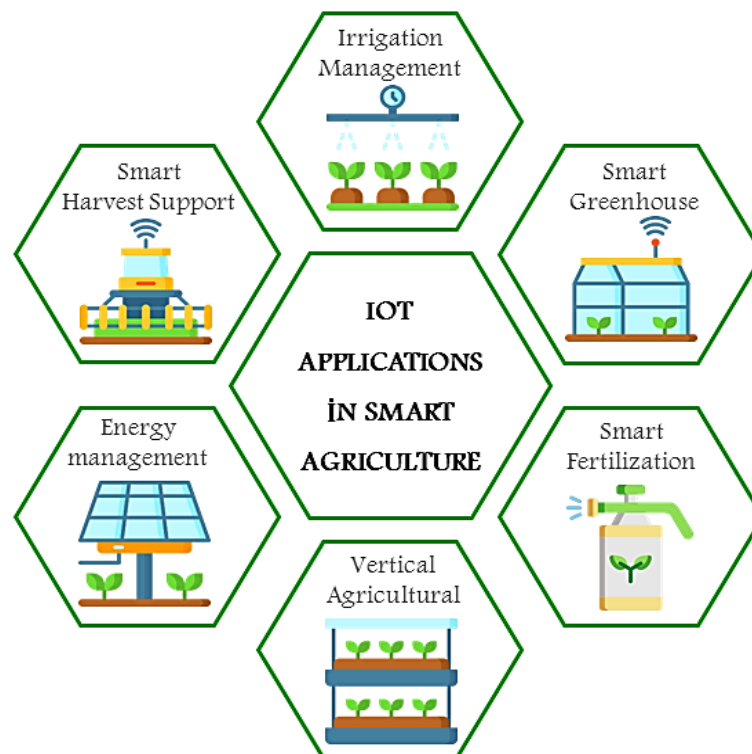 Irrigation
Management
Smart
Harvest Support
Smart
Greenhouse
IOT
APPLICATIONS
İN SMART
AGRICULTURE
Energy
management
Smart
Fertilization
Vertical
Agricultural